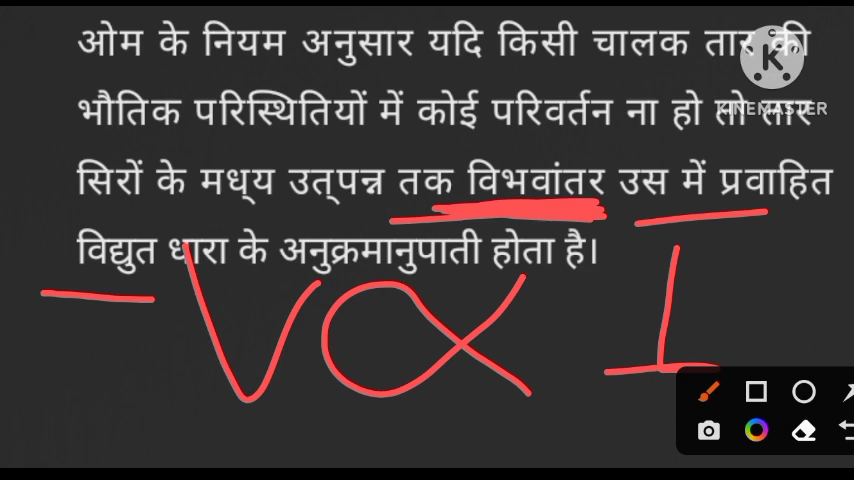 ओम के नियम अनुसार यदि किसी चालक तार की
भौतिक परिस्थितियों में कोई परिवर्तन ना हो तो तार
सिरों के मध्य उत्पन्न तक विभवांतर उस में प्रवाहित
विद्युत धारा के अनुक्रमानुपाती होता है।
V α I
K
KINEMASTER